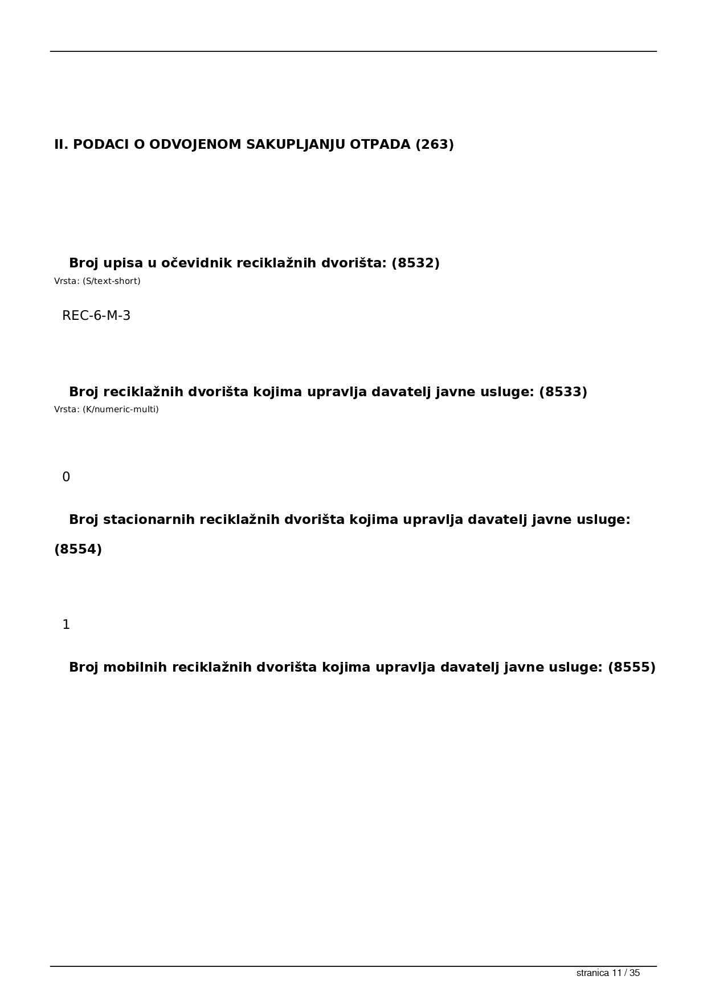 II. PODACI O ODVOJENOM SAKUPLJANJU OTPADA (263)
Broj upisa u očevidnik reciklažnih dvorišta: (8532)
Vrsta: (S/text-short)
REC-6-M-3
Broj reciklažnih dvorišta kojima upravlja davatelj javne usluge: (8533)
Vrsta: (K/numeric-multi)
0
Broj stacionarnih reciklažnih dvorišta kojima upravlja davatelj javne usluge:
(8554)
1
Broj mobilnih reciklažnih dvorišta kojima upravlja davatelj javne usluge: (8555)
stranica 11 / 35